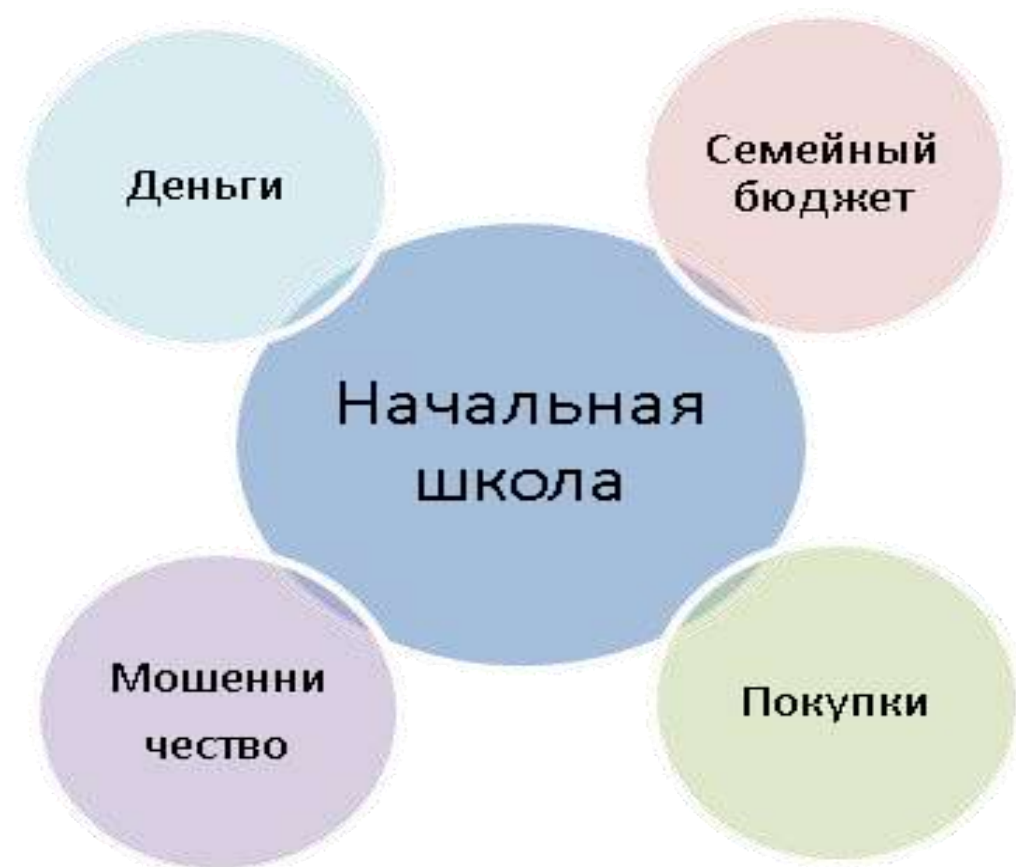 Деньги
Семейный
бюджет
Начальная
школа
Мошенни
чество
Покупки